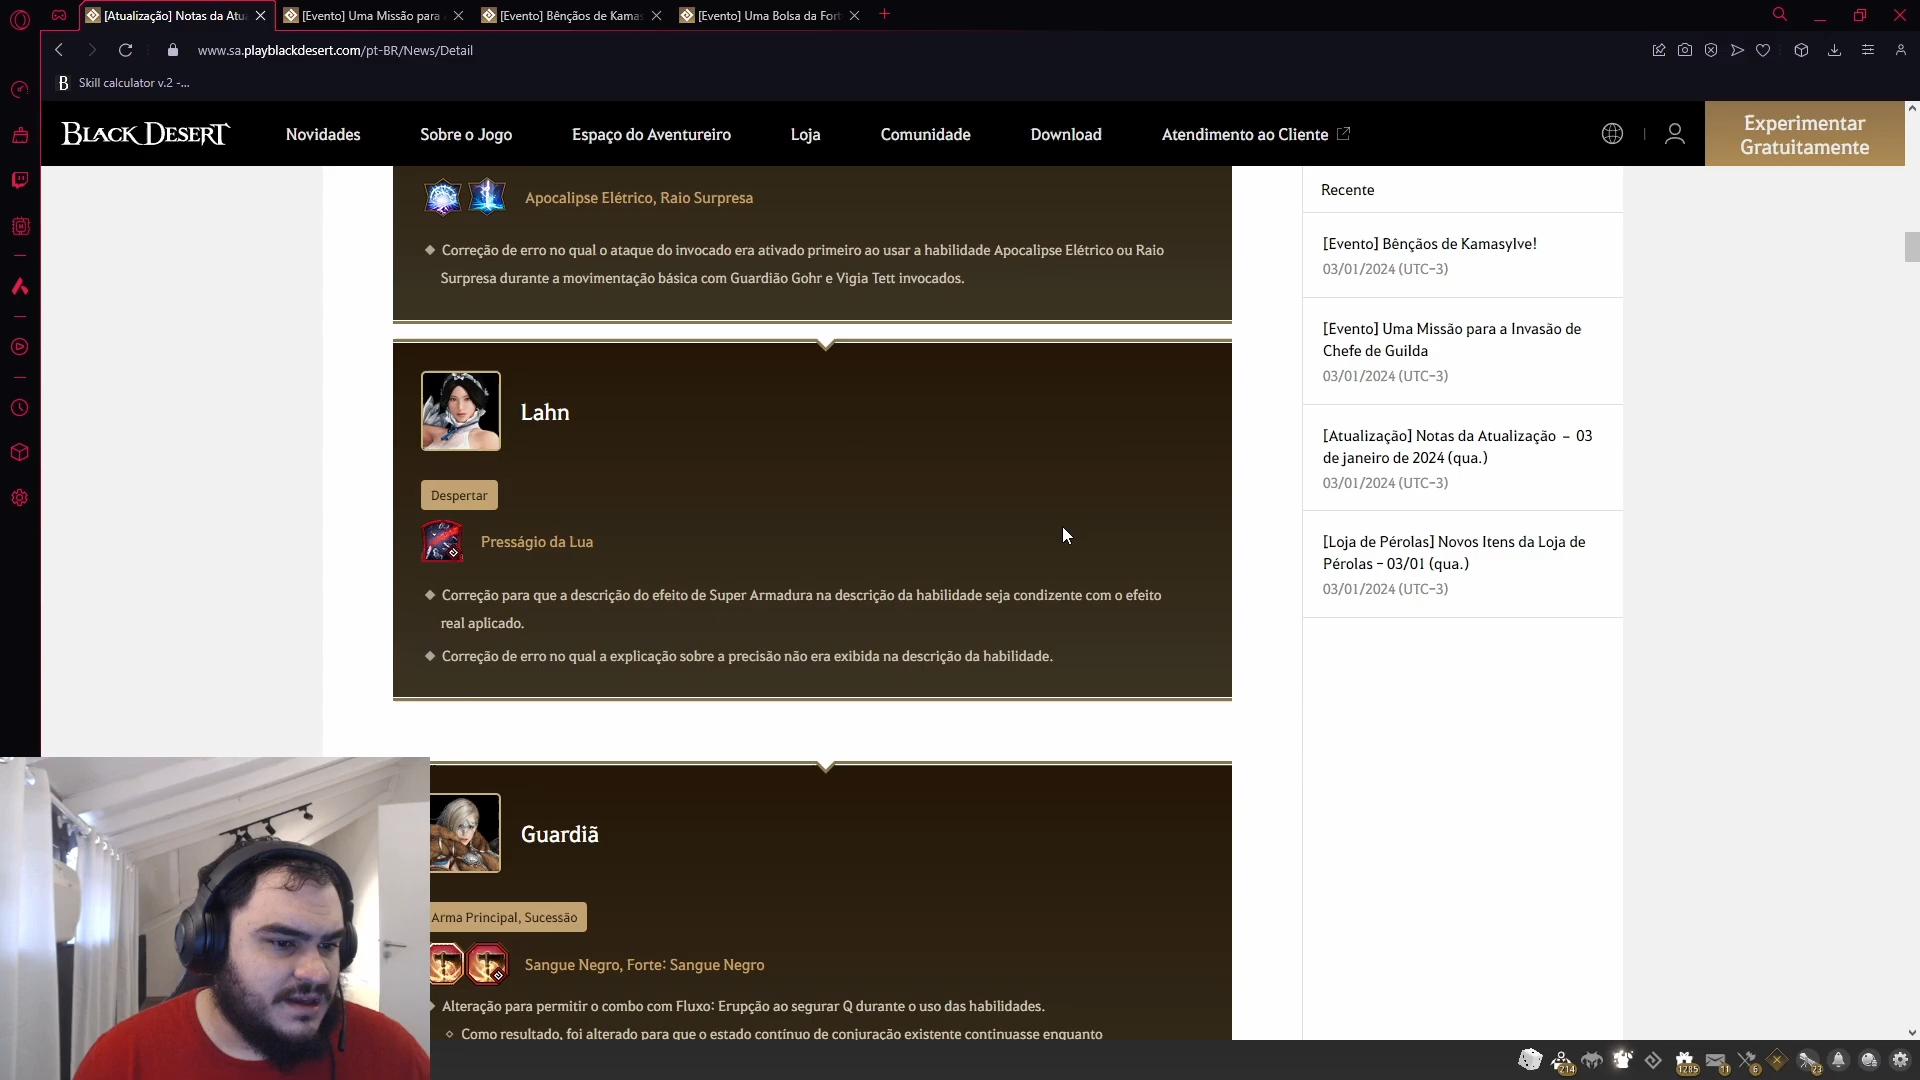 [Atualização] Notas da Atu
[Evento] Uma Missão para
[Evento] Bênçãos de Kamas
[Evento] Uma Bolsa da Fort
www.sa.playblackdesert.com/pt-BR/News/Detail
B Skill calculator v.2 -...
BLACK DESERT
Novidades
Sobre o Jogo
Espaço do Aventureiro
Loja
Comunidade
Download
Atendimento ao Cliente
Experimentar
Gratuitamente
Apocalipse Elétrico, Raio Surpresa
Correção de erro no qual o ataque do invocado era ativado primeiro ao usar a habilidade Apocalipse Elétrico ou Raio
Surpresa durante a movimentação básica com Guardião Gohr e Vigia Tett invocados.
Lahn
Despertar
Presságio da Lua
Correção para que a descrição do efeito de Super Armadura na descrição da habilidade seja condizente com o efeito
real aplicado.
Correção de erro no qual a explicação sobre a precisão não era exibida na descrição da habilidade.
Guardiã
Arma Principal, Sucessão
Sangue Negro, Forte: Sangue Negro
Alteração para permitir o combo com Fluxo: Erupção ao segurar Q durante o uso das habilidades.
Como resultado, foi alterado para que o estado contínuo de conjuração existente continuasse enquanto
Recente
[Evento] Bênçãos de Kamasylve!
03/01/2024 (UTC-3)
[Evento] Uma Missão para a Invasão de
Chefe de Guilda
03/01/2024 (UTC-3)
[Atualização] Notas da Atualização – 03
de janeiro de 2024 (qua.)
03/01/2024 (UTC-3)
[Loja de Pérolas] Novos Itens da Loja de
Pérolas – 03/01 (qua.)
03/01/2024 (UTC-3)
214
1285
11
6
23